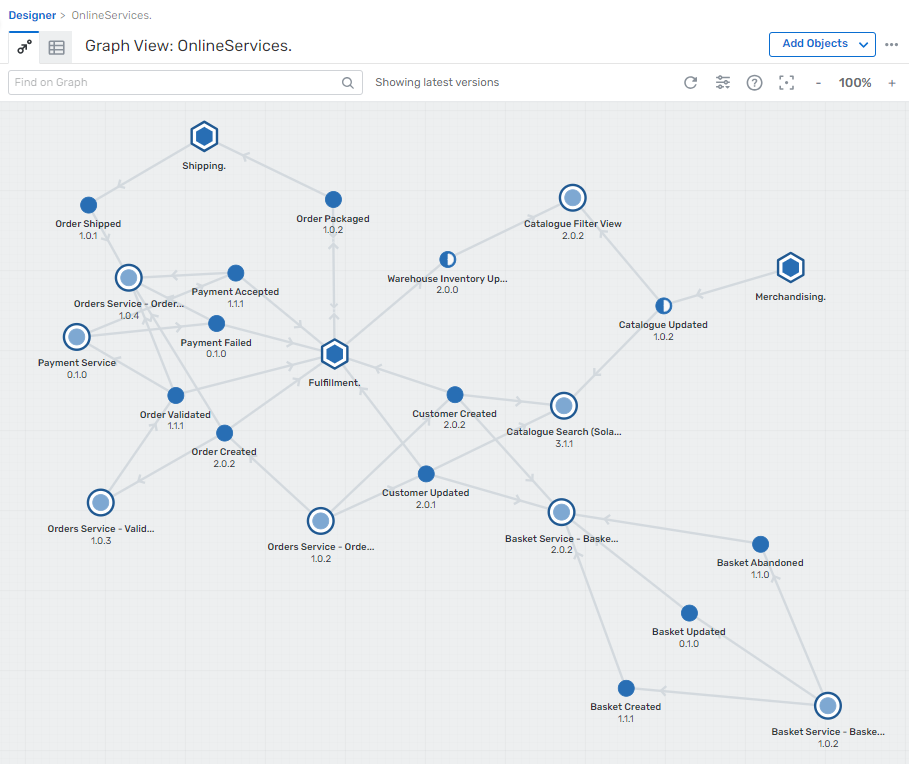 Designer > OnlineServices.
Graph View: OnlineServices.
Add Objects
Find on Graph
Showing latest versions
- 100% +
Shipping.
Order Shipped
1.0.1
Order Packaged
1.0.2
Catalogue Filter View
2.0.2
Orders Service - Order...
1.0.4
Payment Accepted
1.1.1
Warehouse Inventory Up...
2.0.0
Merchandising.
Catalogue Updated
1.0.2
Payment Service
0.1.0
Payment Failed
0.1.0
Fulfillment.
Order Validated
1.1.1
Customer Created
2.0.2
Catalogue Search (Sola...
3.1.1
Order Created
2.0.2
Customer Updated
2.0.1
Orders Service - Valid...
1.0.3
Orders Service - Orde...
1.0.2
Basket Service - Baske...
2.0.2
Basket Abandoned
1.1.0
Basket Updated
0.1.0
Basket Created
1.1.1
Basket Service - Baske...
1.0.2